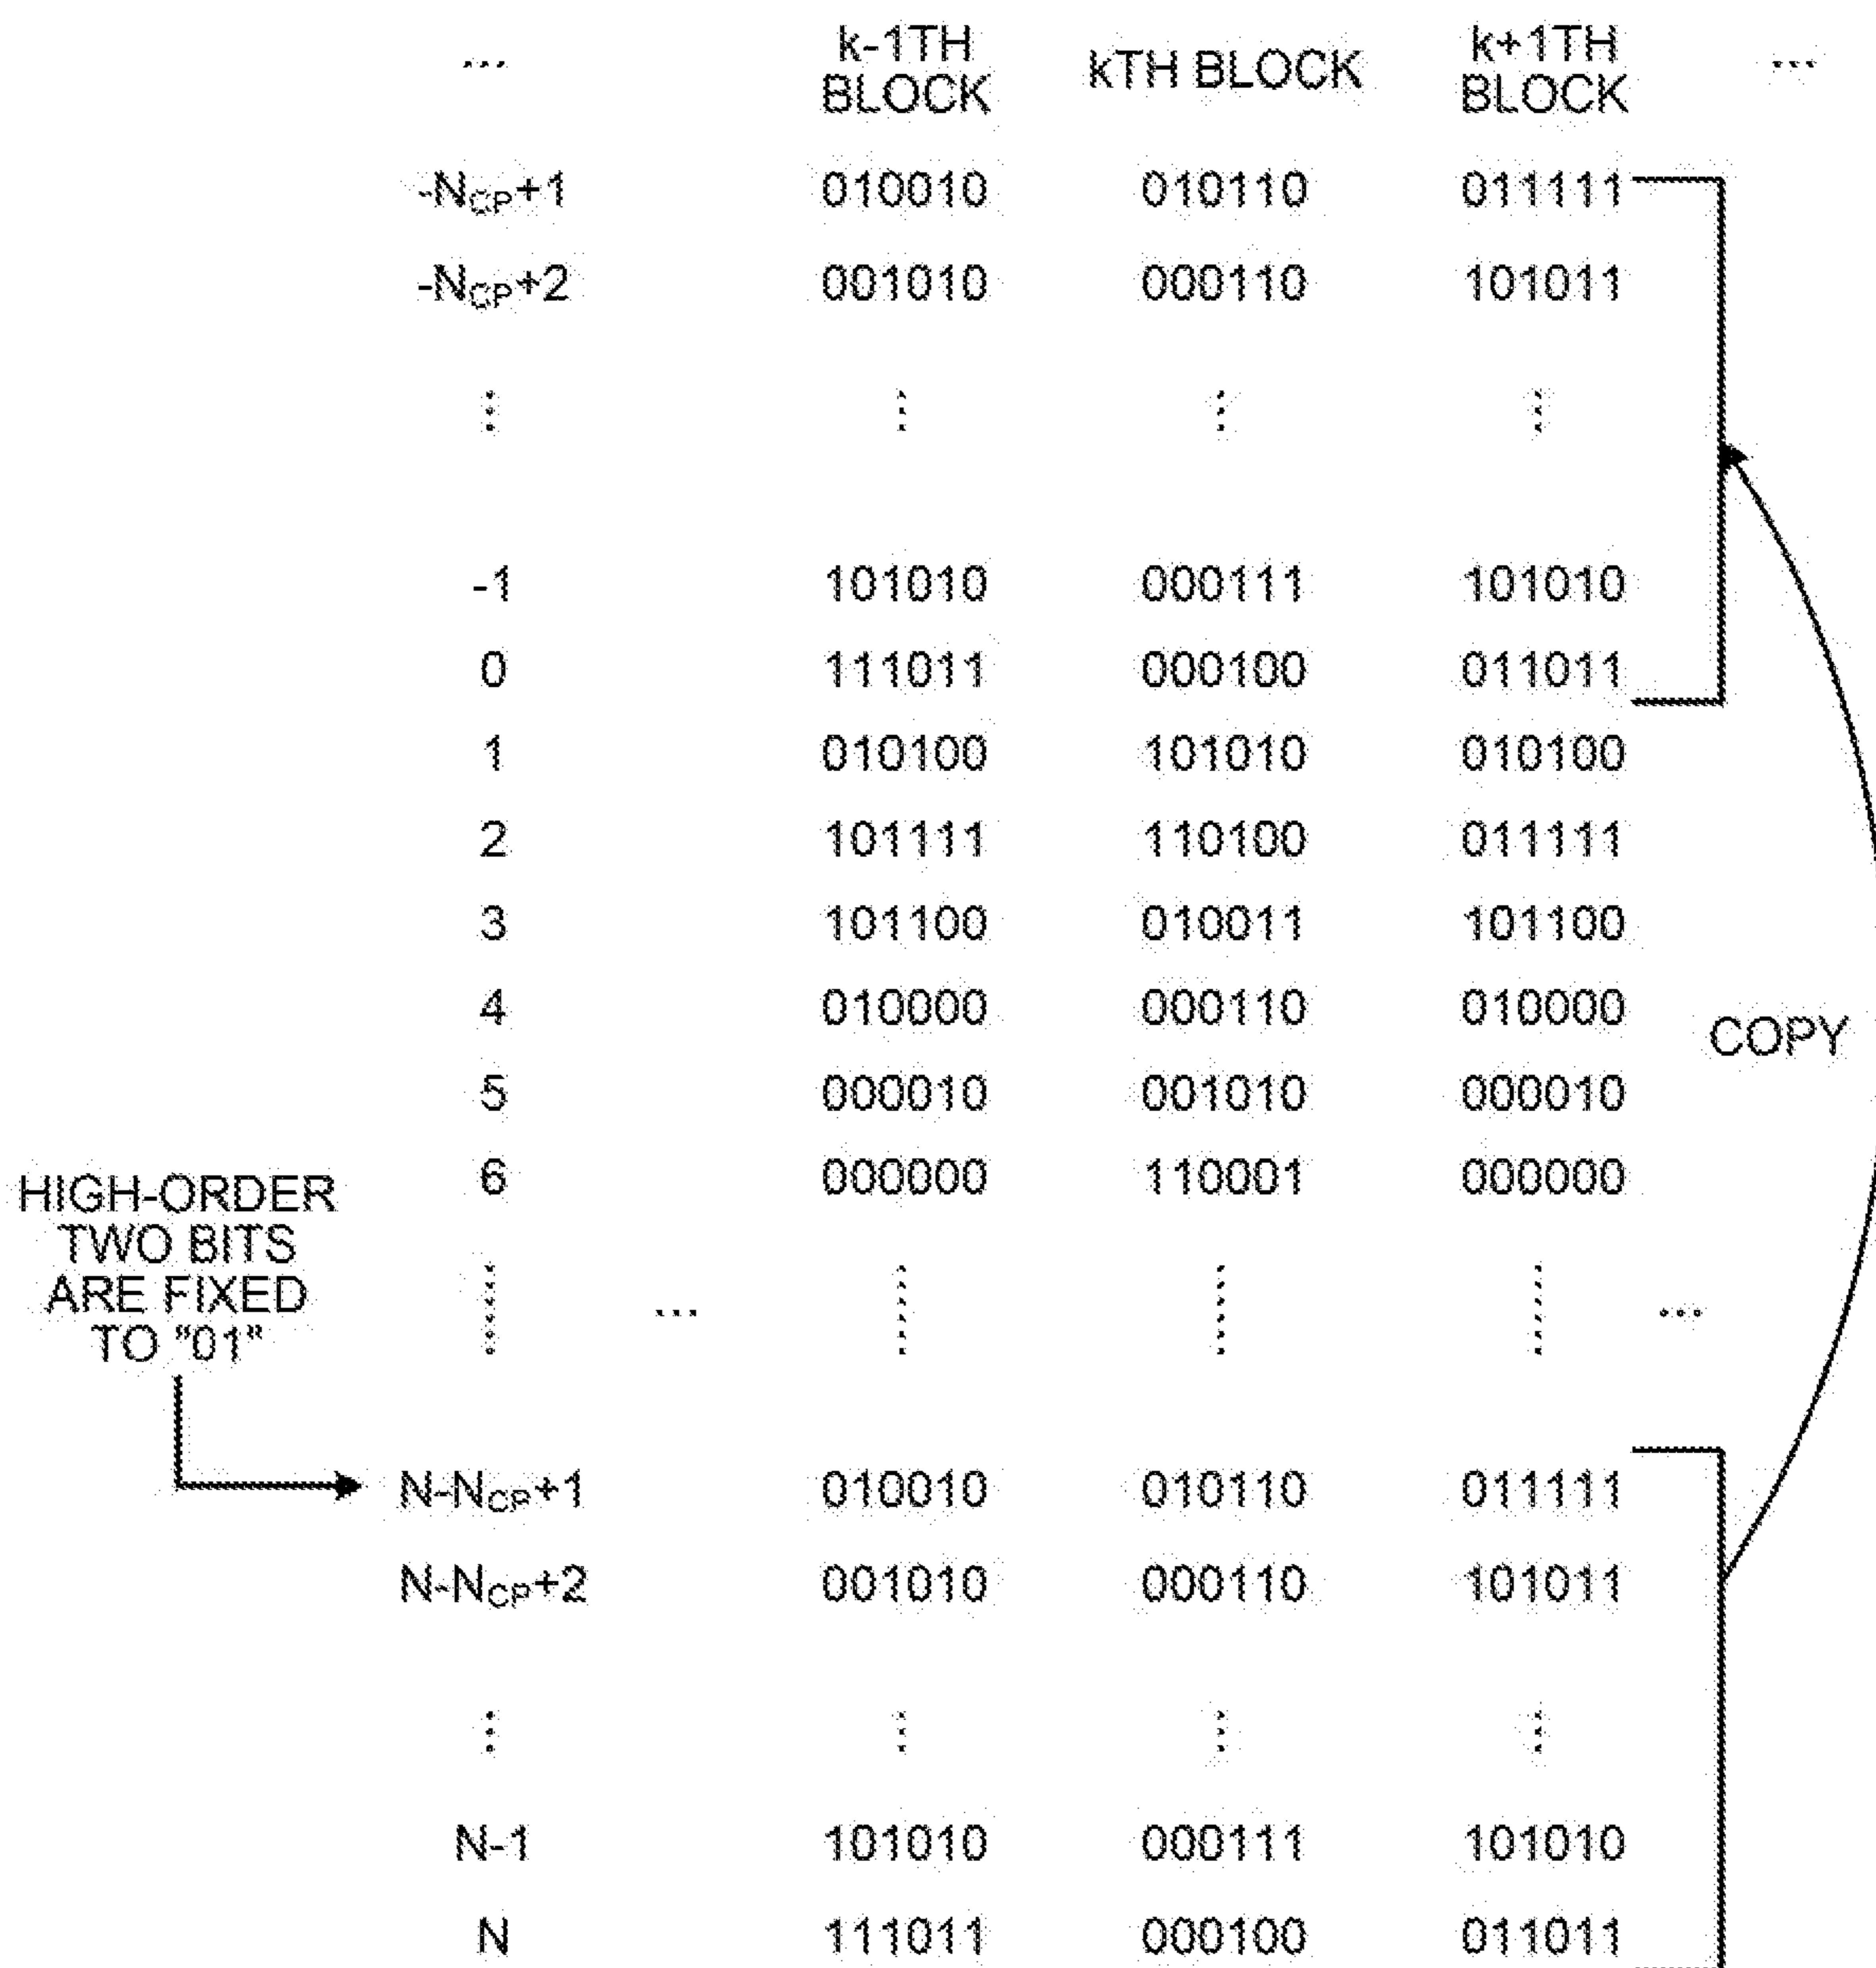 ... k-1TH BLOCK kTH BLOCK k+1TH BLOCK ...
-NCP+1 010010 010110 011111
-NCP+2 001010 000110 101011
⋮ ⋮ ⋮ ⋮
-1 101010 000111 101010
0 111011 000100 011011
1 010100 101010 010100
2 101111 110100 011111
3 101100 010011 101100
4 010000 000110 010000
COPY
5 000010 001010 000010
6 000000 110001 000000
HIGH-ORDER
TWO BITS
ARE FIXED
TO "01"
⋮ ... ⋮ ⋮ ⋮ ...
N-NCP+1 010010 010110 011111
N-NCP+2 001010 000110 101011
⋮ ⋮ ⋮ ⋮
N-1 101010 000111 101010
N 111011 000100 011011